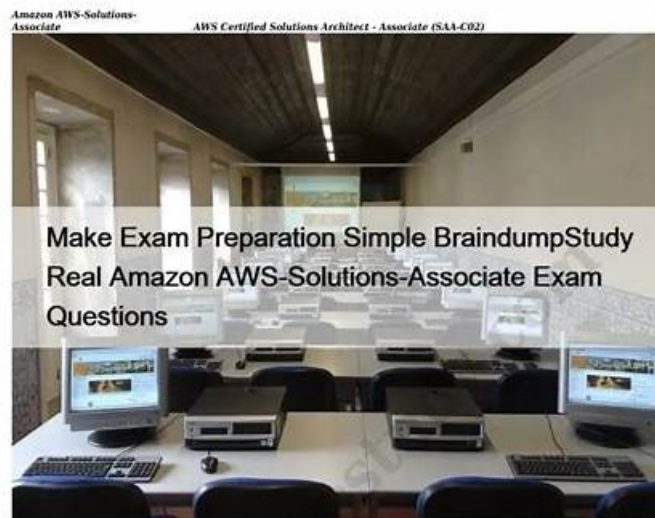 Amazon AWS-Solutions-
Associate
AWS Certified Solutions Architect - Associate (SAA-C02)
Make Exam Preparation Simple BraindumpStudy
Real Amazon AWS-Solutions-Associate Exam
Questions